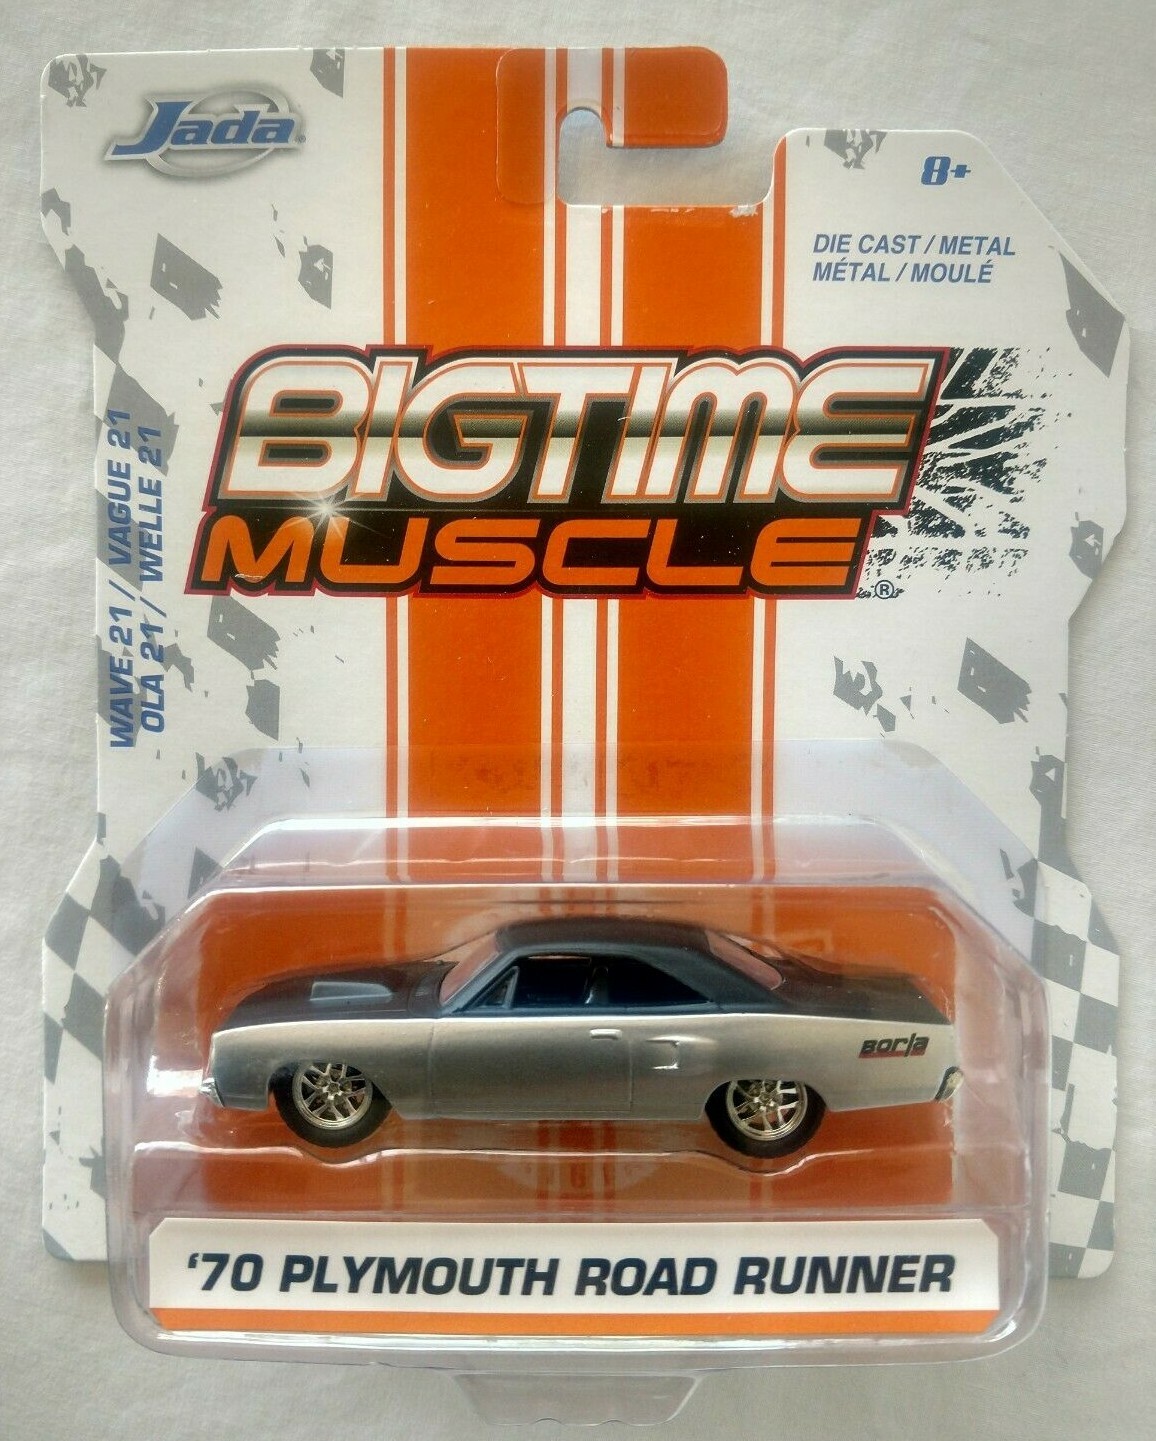 Jada
8+
DIE CAST / METAL
MÉTAL / MOULÉ
BIGTIME
MUSCLE®
WAVE 21 / VAGUE 21
OLA 21 / WELLE 21
Borla
'70 PLYMOUTH ROAD RUNNER